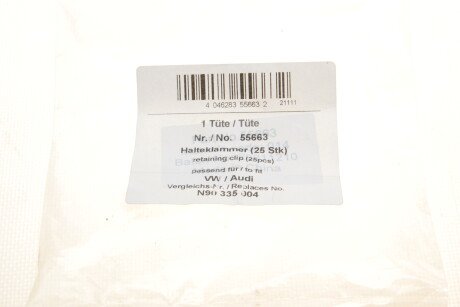 4 046283 55663 2 21111
1 Tüte / Tüte
Nr. / No. 55663
Halteklammer (25 Stk)
retaining clip (25pcs)
passend für / to fit
VW / Audi
Vergleichs-Nr. / Replaces No.
N90 335 004